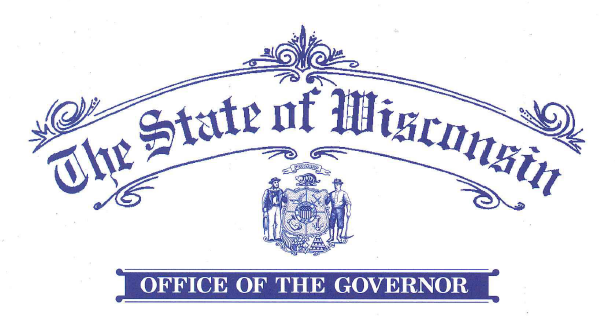 The State of Wisconsin
OFFICE OF THE GOVERNOR